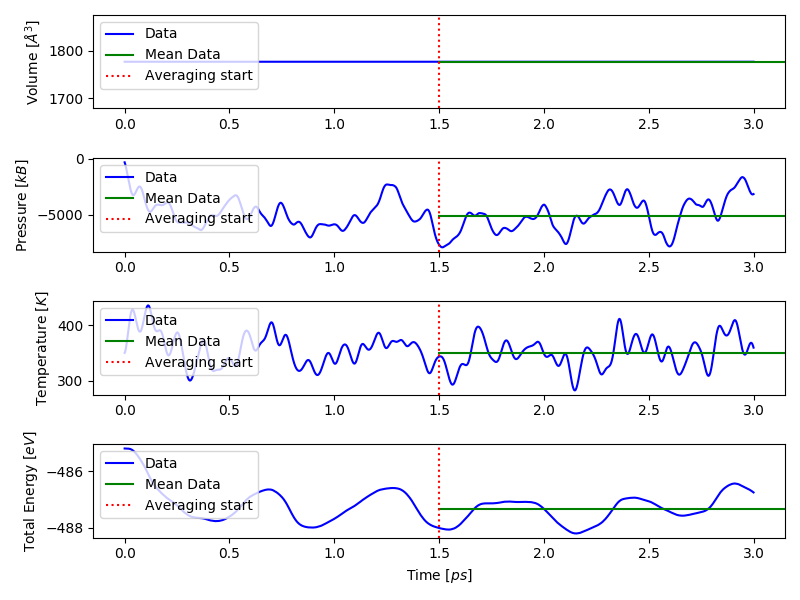 Volume [Å³]
1800
1700
Data
Mean Data
Averaging start
0.0 0.5 1.0 1.5 2.0 2.5 3.0
Pressure [kB]
0
−5000
Data
Mean Data
Averaging start
0.0 0.5 1.0 1.5 2.0 2.5 3.0
Temperature [K]
400
300
Data
Mean Data
Averaging start
0.0 0.5 1.0 1.5 2.0 2.5 3.0
Total Energy [eV]
−486
−488
Data
Mean Data
Averaging start
0.0 0.5 1.0 1.5 2.0 2.5 3.0
Time [ps]